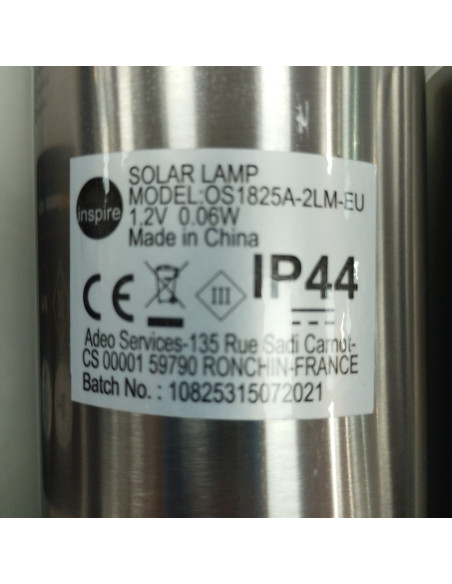 SOLAR LAMP
MODEL:OS1825A-2LM-EU
inspire
1.2V 0.06W
Made in China
CE III IP44
Adeo Services-135 Rue Sadi Carnot-
CS 00001 59790 RONCHIN-FRANCE
Batch No. : 10825315072021